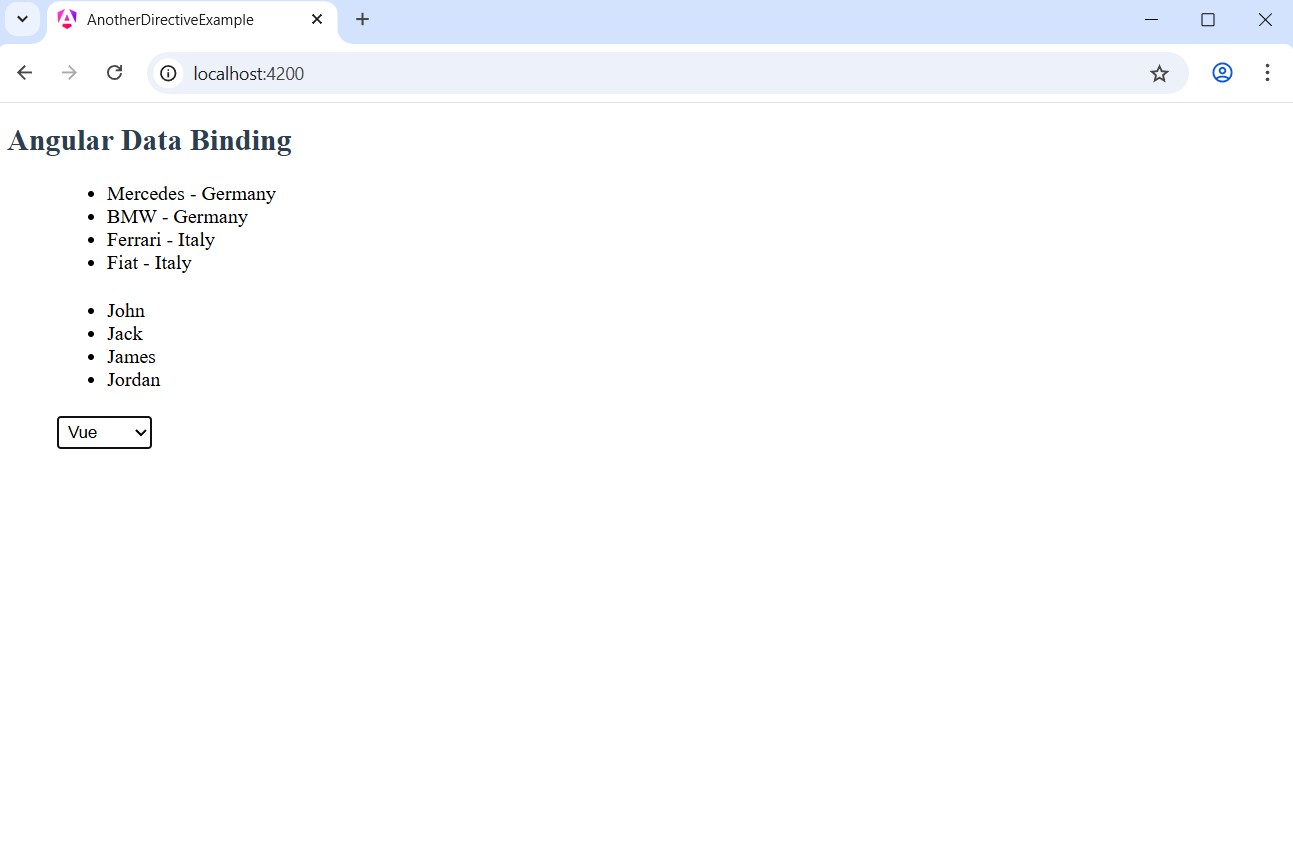 AnotherDirectiveExample
localhost:4200
Angular Data Binding
Mercedes - Germany
BMW - Germany
Ferrari - Italy
Fiat - Italy
John
Jack
James
Jordan
Vue